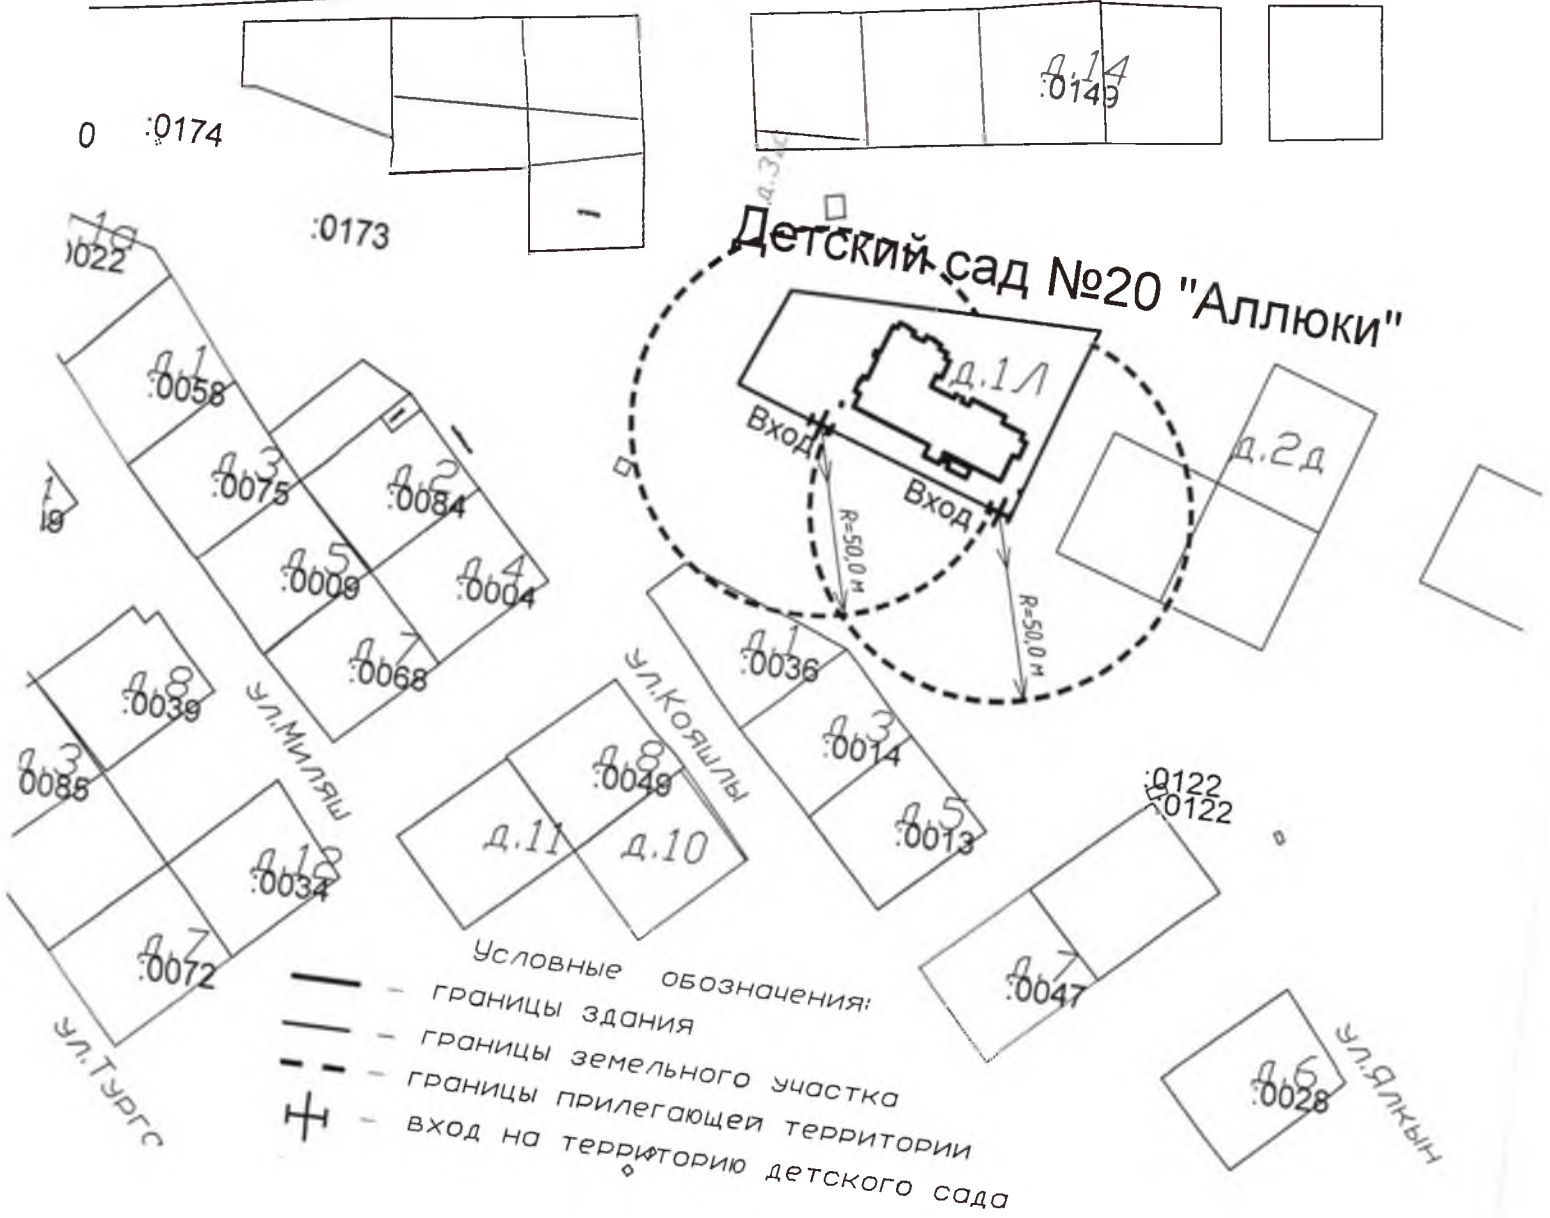 д.14
:0149
0
:0174
:0173
д.1а
0022
Детский сад №20 "Аллюки"
д.1
:0058
д.1Л
Вход
д.2д
д.3
:0075
д.2
:0084
Вход
R=50,0 м
д.5
:0009
д.4
:0004
R=50,0 м
д.7
:0068
д.1
:0036
д.8
:0039
ул.Миляш
ул.Кояшлы
д.3
:0014
д.3
0085
д.8
:0049
:0122
:0122
д.5
:0013
д.11
д.10
д.12
:0034
д.7
:0072
д.7
:0047
д.6
:0028
ул.Ялкын
ул.Тургс
Условные обозначения:
– границы здания
– границы земельного участка
– границы прилегающей территории
– вход на территорию детского сада